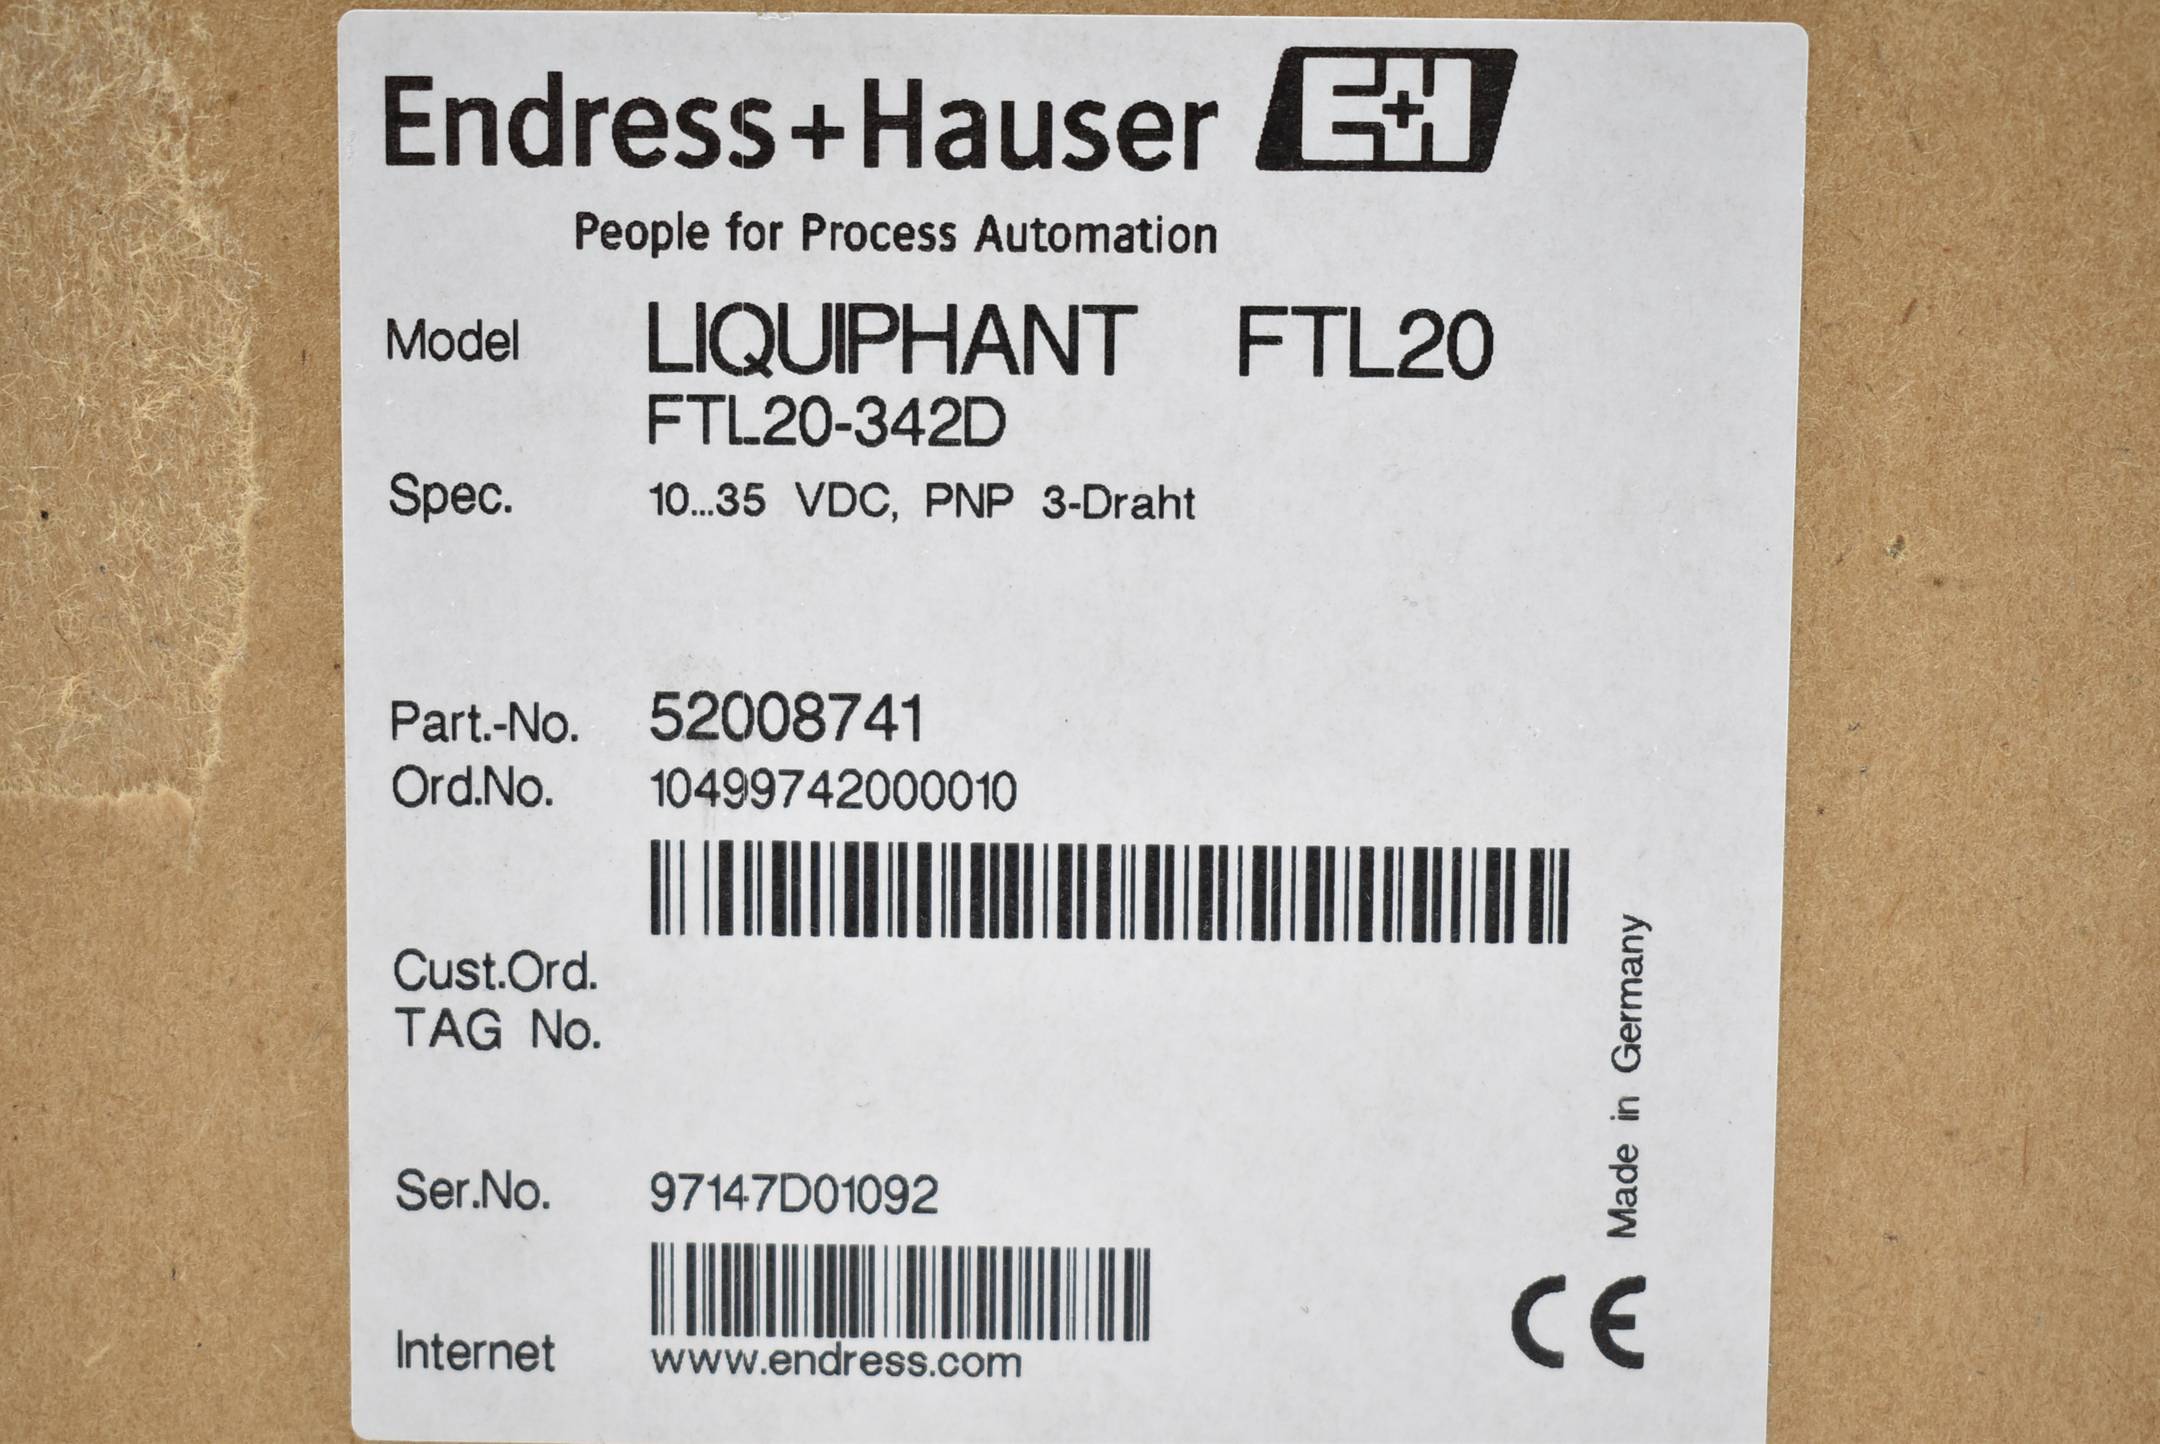 Endress+Hauser E+H
People for Process Automation
Model LIQUIPHANT FTL20
FTL20-342D
Spec. 10...35 VDC, PNP 3-Draht
Part.-No. 52008741
Ord.No. 10499742000010
Cust.Ord.
TAG No.
Ser.No. 97147D01092
Internet www.endress.com
Made in Germany
CE